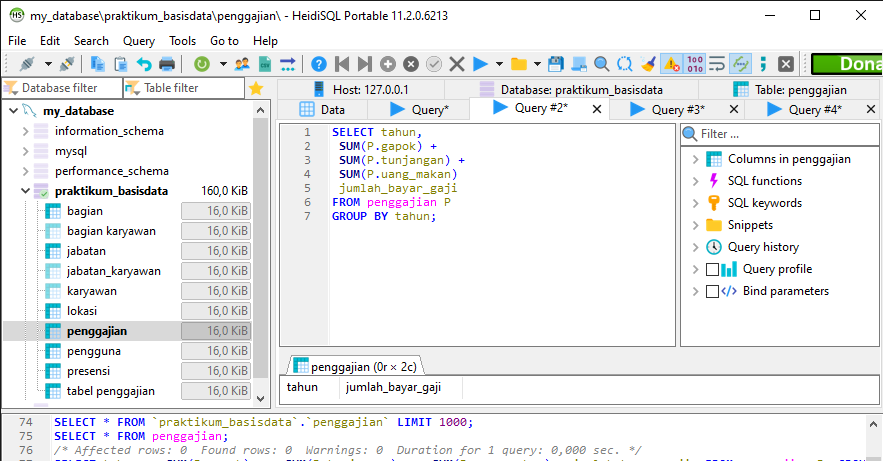 my_database\praktikum_basisdata\penggajian\ - HeidiSQL Portable 11.2.0.6213
File Edit Search Query Tools Go to Help
Dona
Database filter Table filter
my_database
information_schema
mysql
performance_schema
praktikum_basisdata 160,0 KiB
bagian 16,0 KiB
bagian karyawan 16,0 KiB
jabatan 16,0 KiB
jabatan_karyawan 16,0 KiB
karyawan 16,0 KiB
lokasi 16,0 KiB
penggajian 16,0 KiB
pengguna 16,0 KiB
presensi 16,0 KiB
tabel penggajian 16,0 KiB
Host: 127.0.0.1 Database: praktikum_basisdata Table: penggajian
Data Query* Query #2* Query #3* Query #4*
1 SELECT tahun,
2 SUM(P.gapok) +
3 SUM(P.tunjangan) +
4 SUM(P.uang_makan)
5 jumlah_bayar_gaji
6 FROM penggajian P
7 GROUP BY tahun;
Filter ...
Columns in penggajian
SQL functions
SQL keywords
Snippets
Query history
Query profile
Bind parameters
penggajian (0r × 2c)
tahun jumlah_bayar_gaji
74 SELECT * FROM `praktikum_basisdata`.`penggajian` LIMIT 1000;
75 SELECT * FROM penggajian;
76 /* Affected rows: 0 Found rows: 0 Warnings: 0 Duration for 1 query: 0,000 sec. */